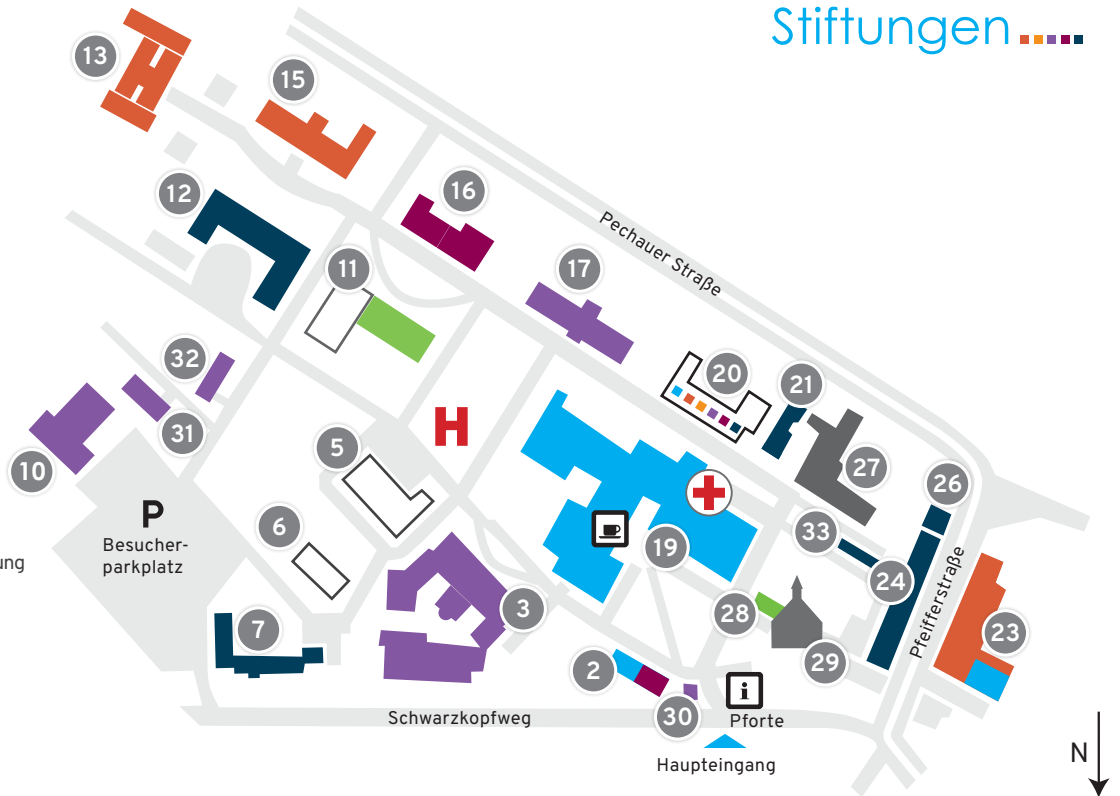 Stiftungen
13
15
12
16
Pechauer Straße
11
17
32
20
21
31
10
5
H
27
26
P
Besucher-
parkplatz
6
19
33
24
ung
7
3
28
Pfeifferstraße
23
2
29
30
i
Pforte
Schwarzkopfweg
Haupteingang
N